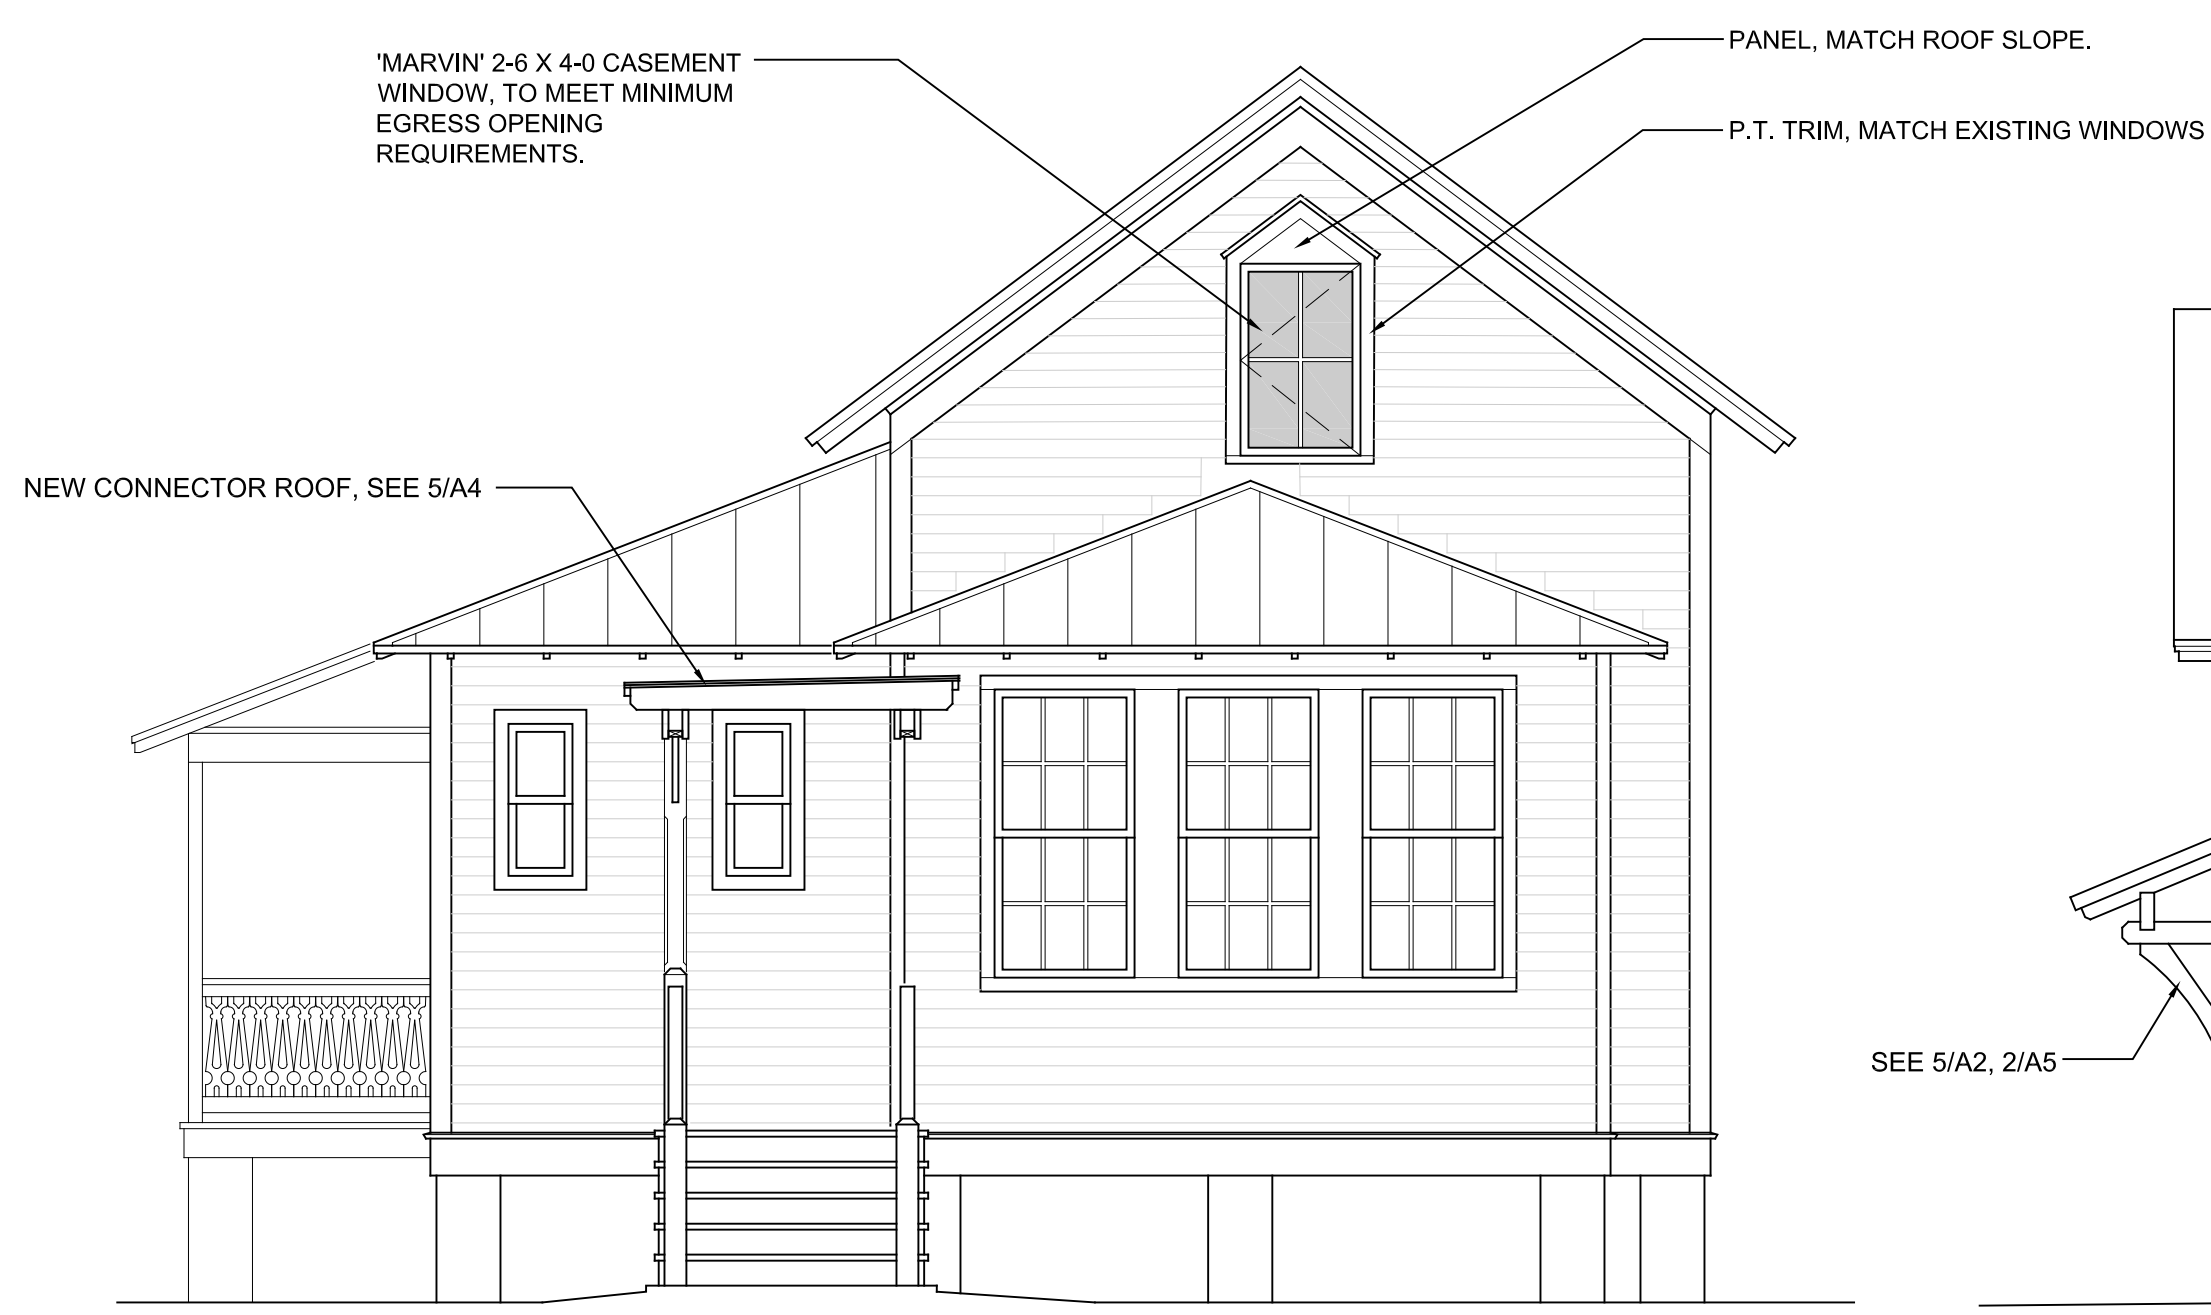 'MARVIN' 2-6 X 4-0 CASEMENT
WINDOW, TO MEET MINIMUM
EGRESS OPENING
REQUIREMENTS.
PANEL, MATCH ROOF SLOPE.
P.T. TRIM, MATCH EXISTING WINDOWS
NEW CONNECTOR ROOF, SEE 5/A4
SEE 5/A2, 2/A5